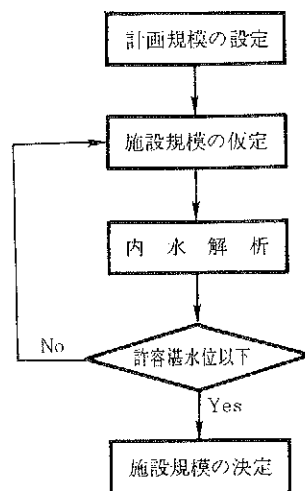 計画規模の設定
施設規模の仮定
内水解析
許容湛水位以下
No
Yes
施設規模の決定